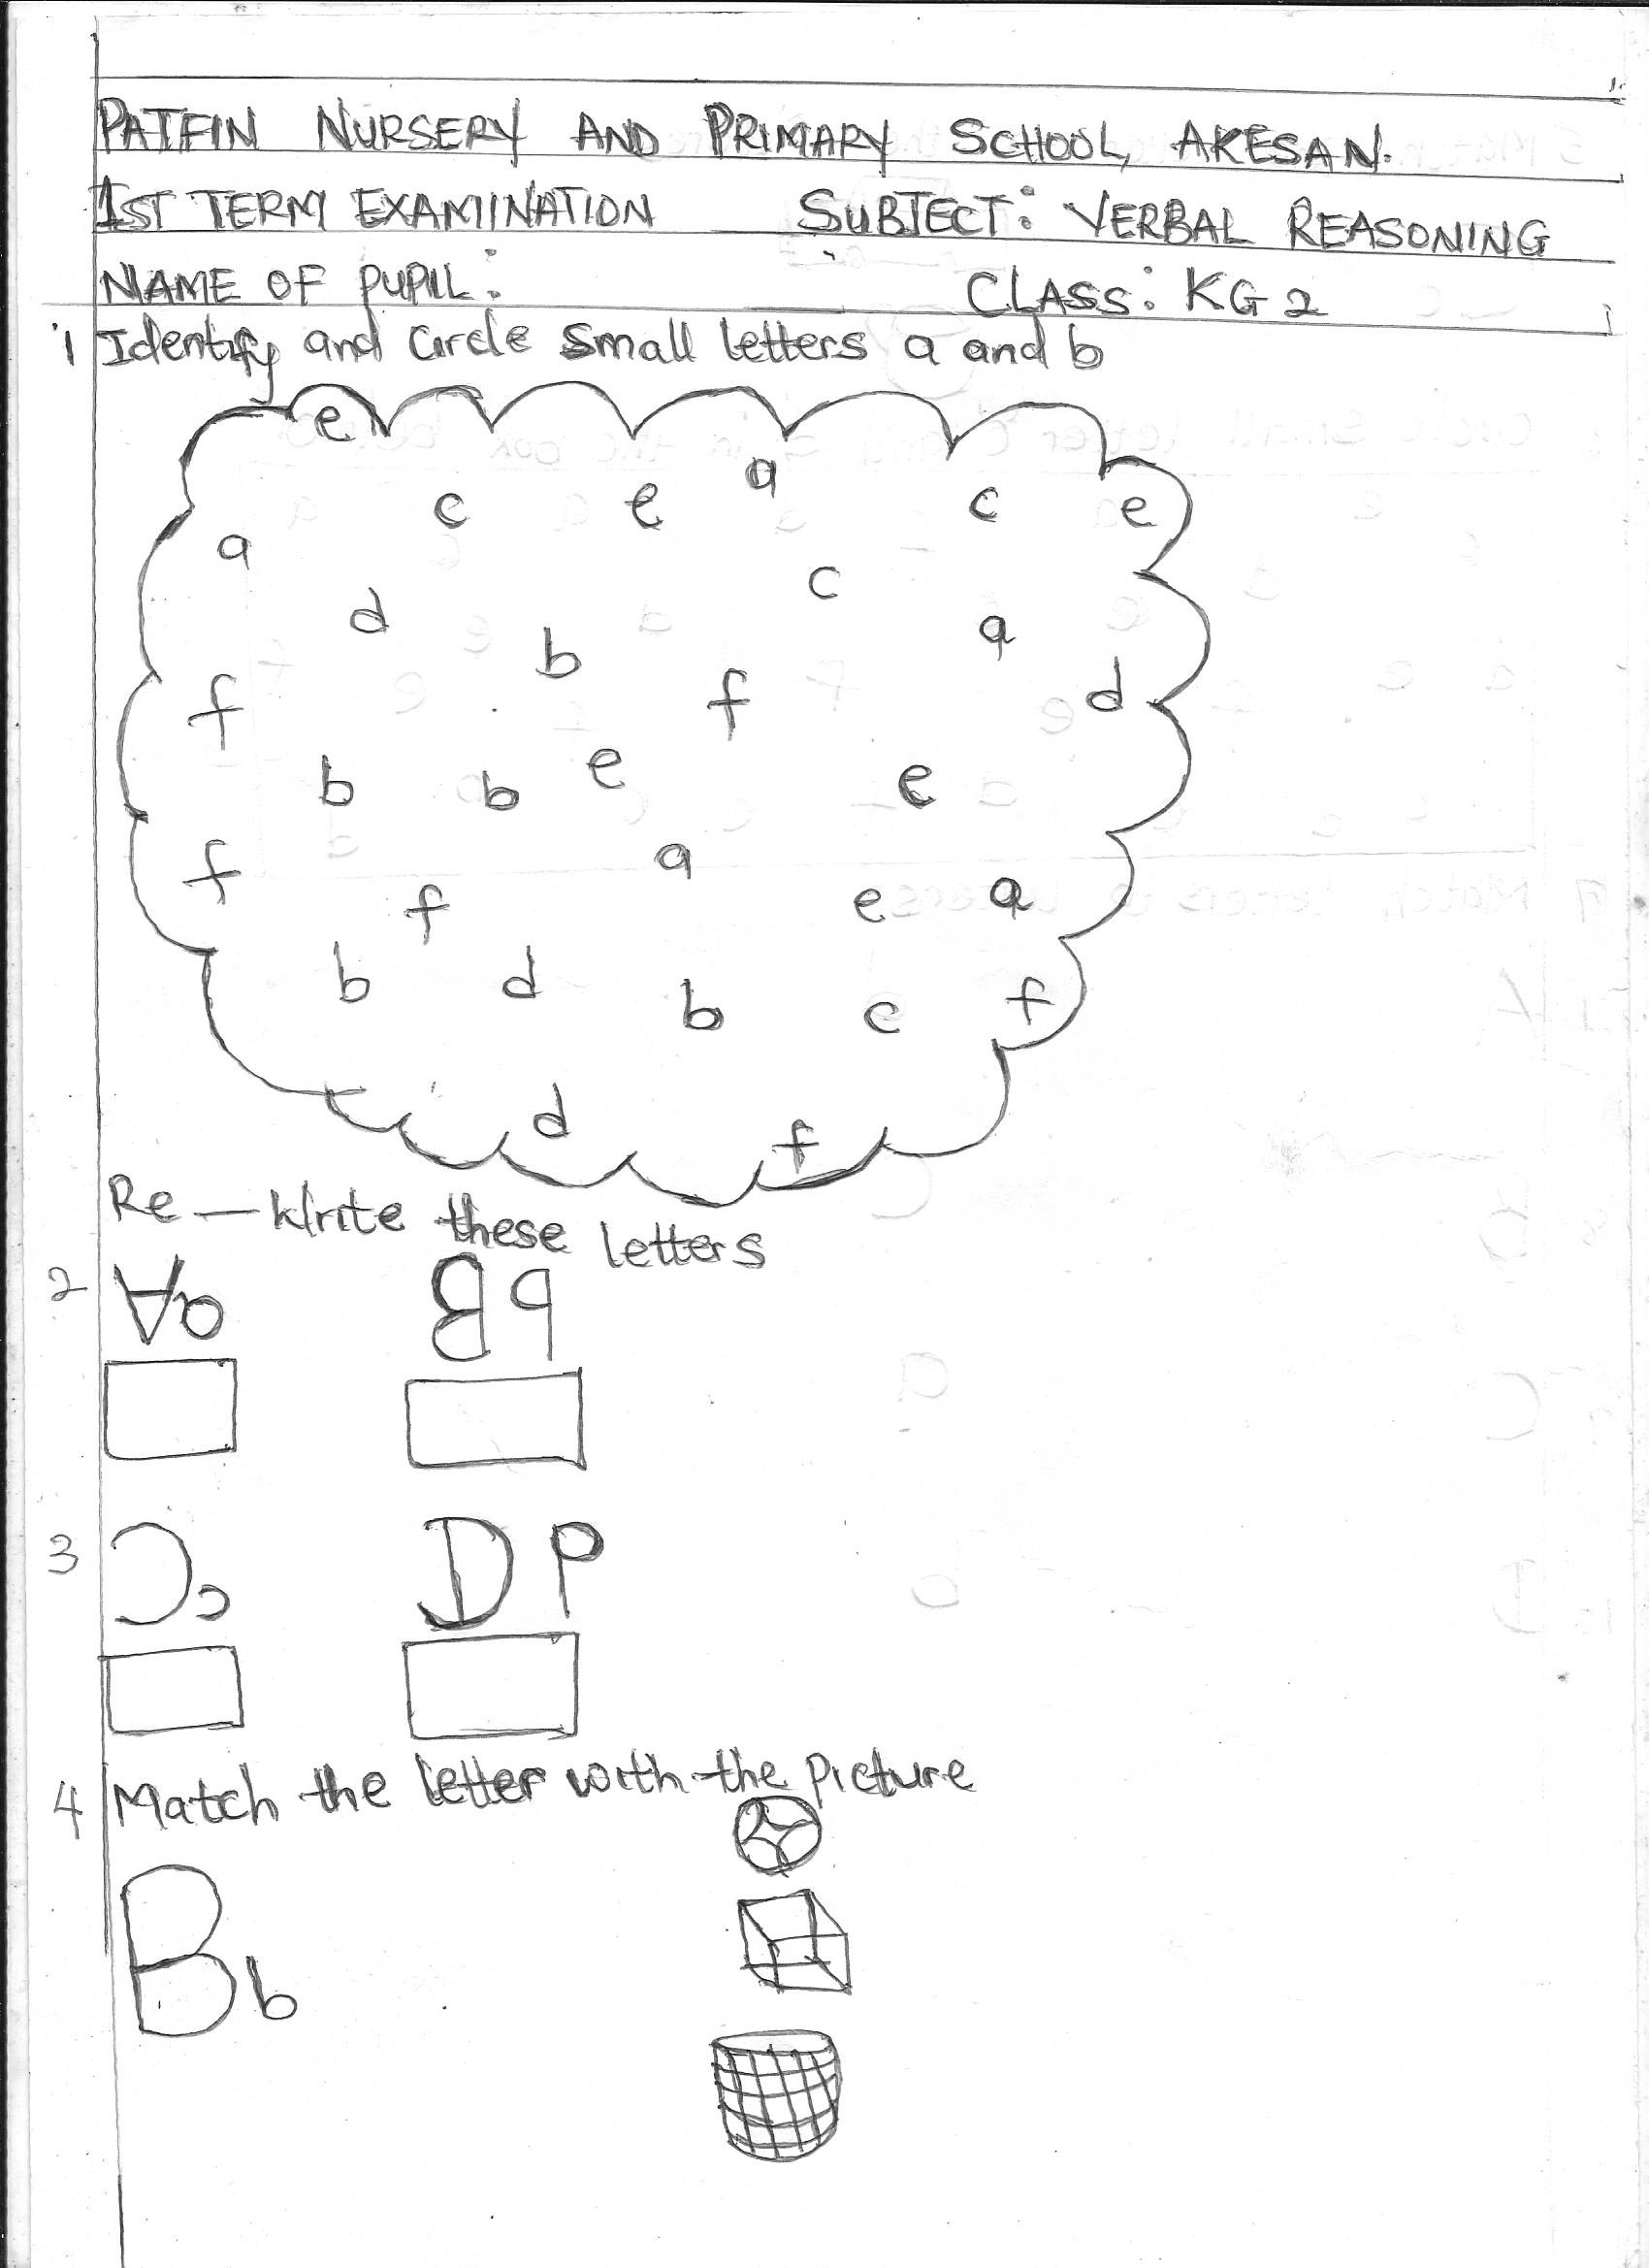 PATFIN NURSERY AND PRIMARY SCHOOL, AKESAN.
1ST TERM EXAMINATION SUBJECT: VERBAL REASONING
NAME OF PUPIL: CLASS: KG 2
1 Identify and Circle Small letters a and b
e
a c e a c e
d b c a
f f d
b b e e
f f a e a
b d b c f
d f
Re-Write these letters
2 Aa Bb
3 Cc D d
4 Match the letter with the Picture
Bb